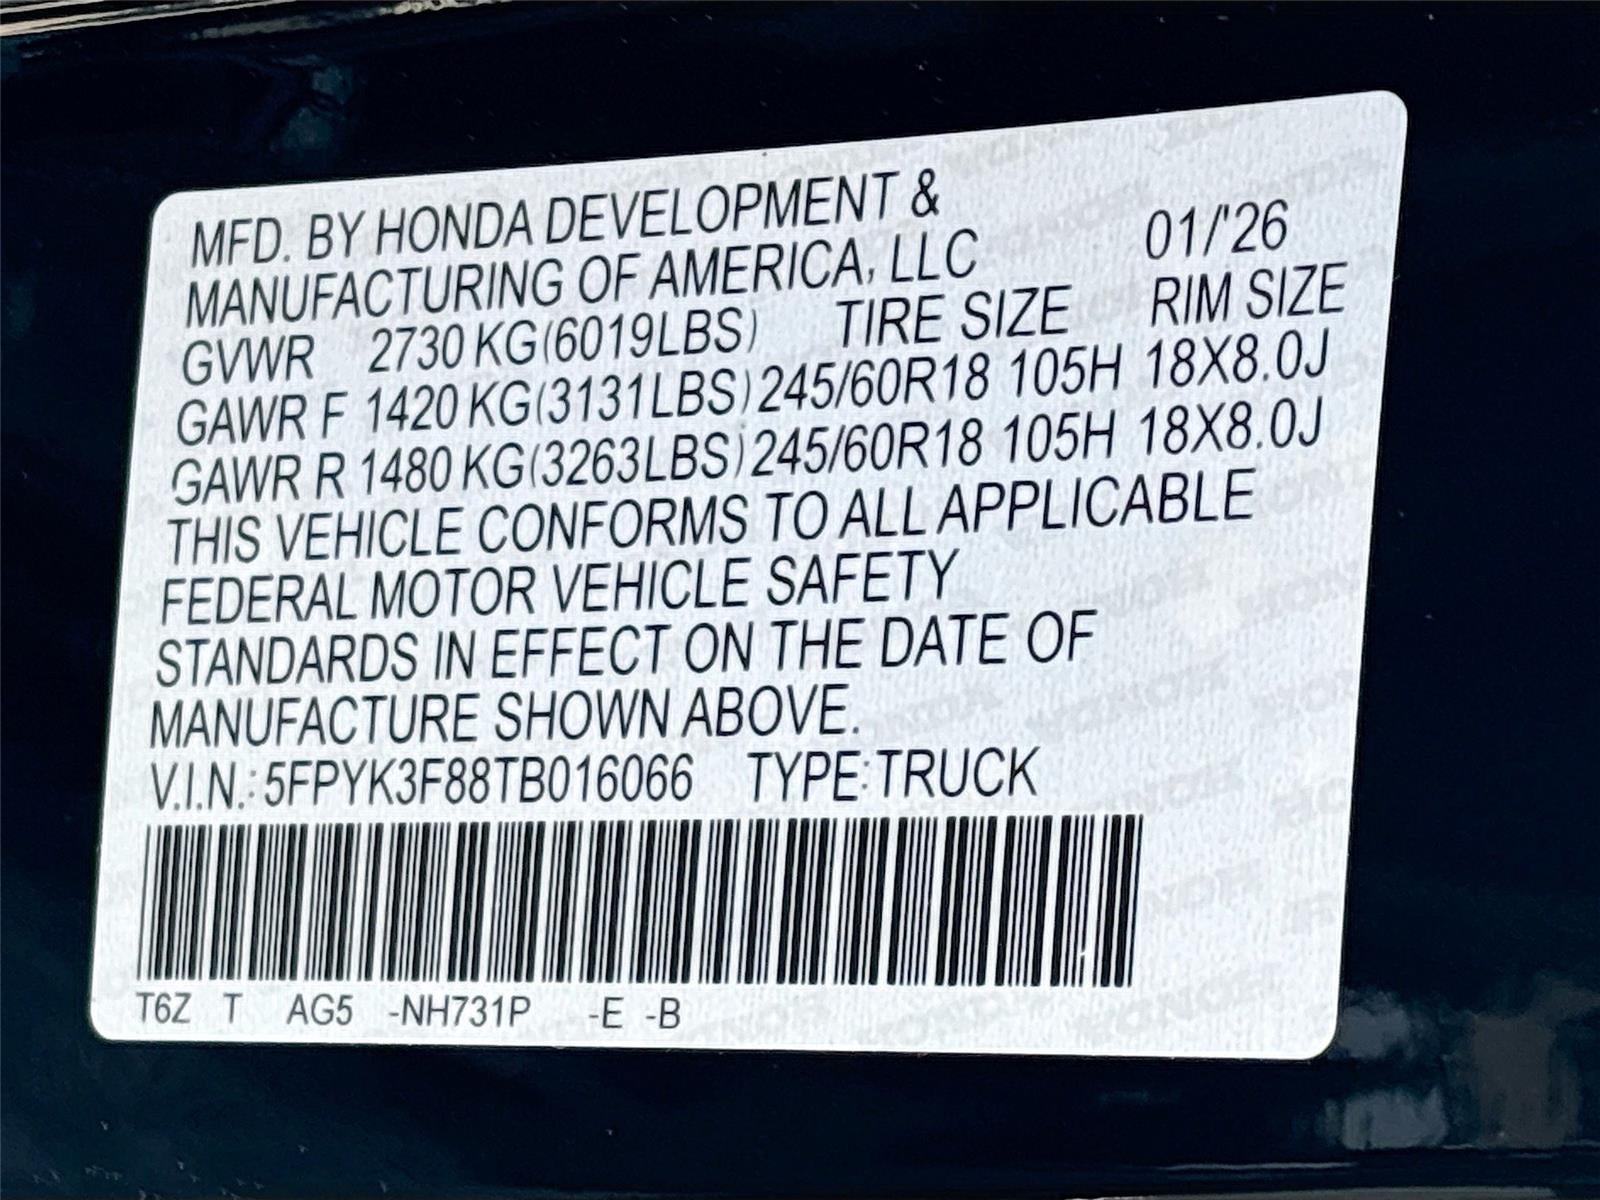 MFD. BY HONDA DEVELOPMENT &
MANUFACTURING OF AMERICA, LLC 01/'26
GVWR 2730 KG(6019LBS) TIRE SIZE RIM SIZE
GAWR F 1420 KG(3131LBS) 245/60R18 105H 18X8.0J
GAWR R 1480 KG(3263LBS) 245/60R18 105H 18X8.0J
THIS VEHICLE CONFORMS TO ALL APPLICABLE
FEDERAL MOTOR VEHICLE SAFETY
STANDARDS IN EFFECT ON THE DATE OF
MANUFACTURE SHOWN ABOVE.
V.I.N.: 5FPYK3F88TB016066 TYPE:TRUCK
T6Z T AG5 -NH731P -E -B